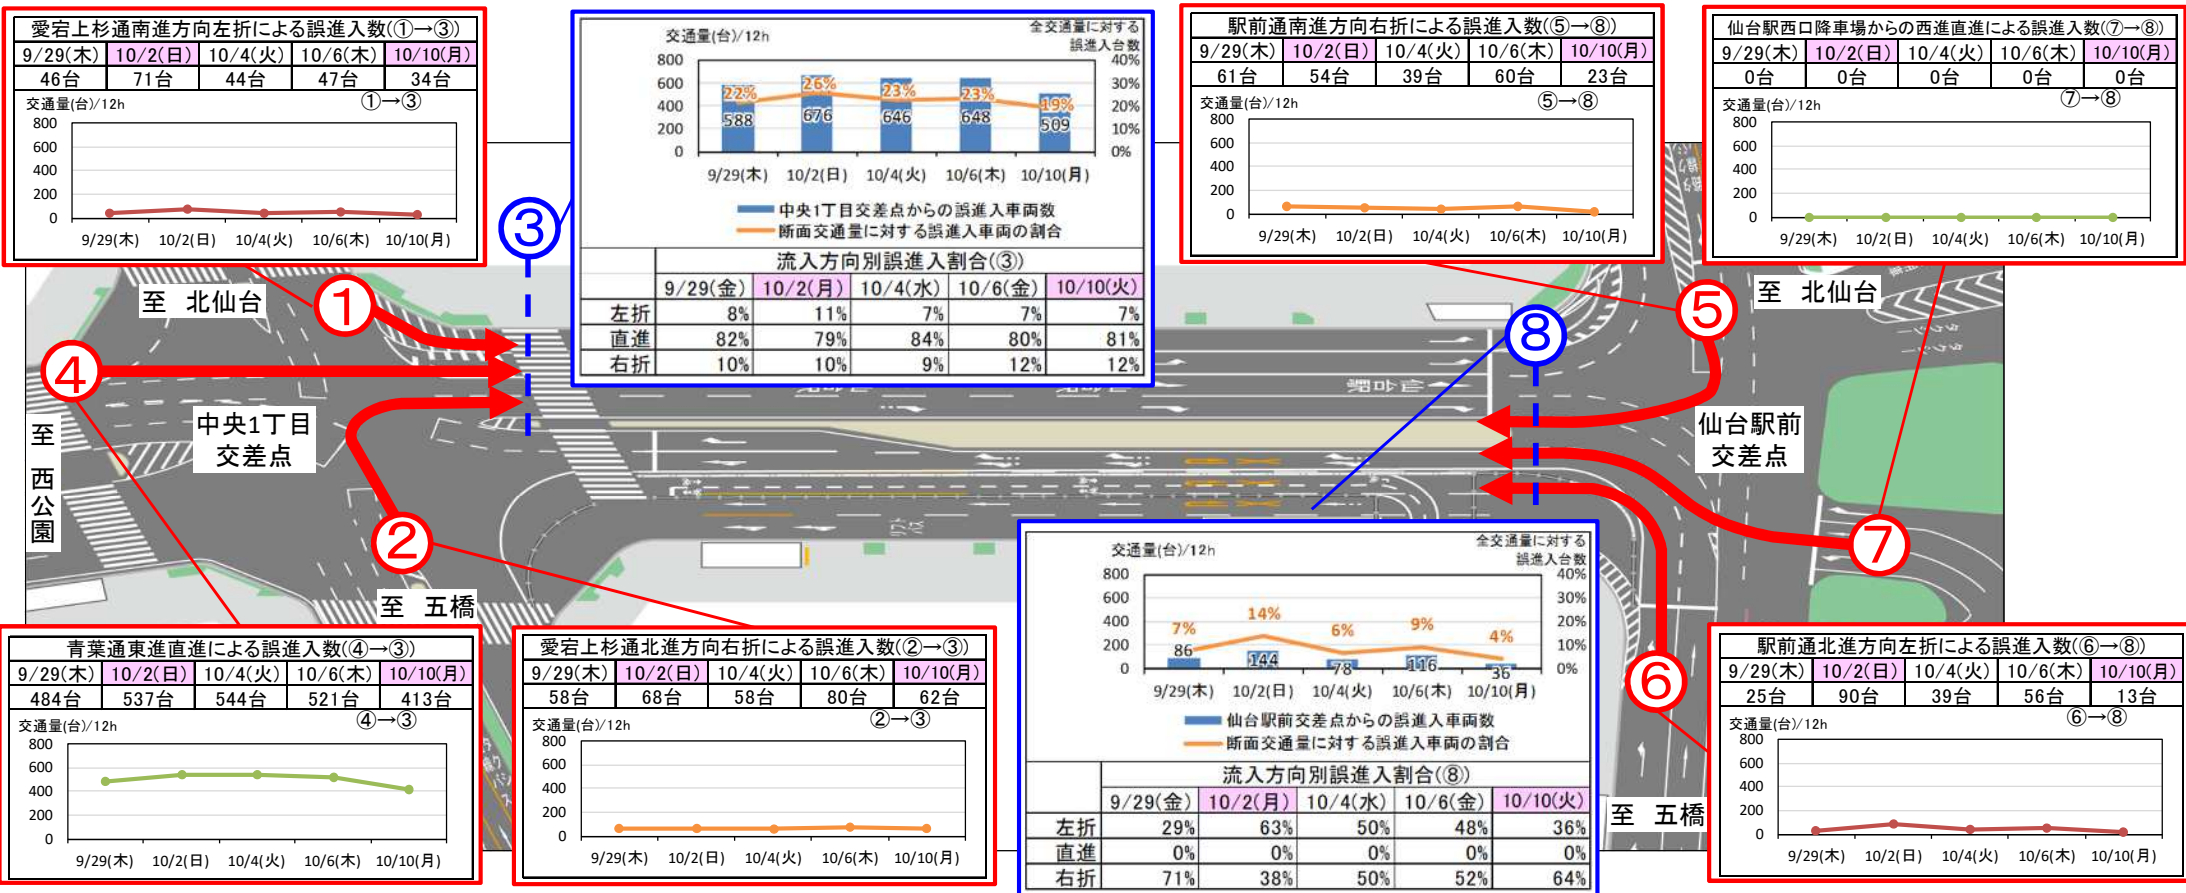 愛宕上杉通南進方向左折による誤進入数(①→③)
9/29(木) 10/2(日) 10/4(火) 10/6(木) 10/10(月)
46台 71台 44台 47台 34台
交通量(台)/12h
①→③
800
600
400
200
0
9/29(木) 10/2(日) 10/4(火) 10/6(木) 10/10(月)
交通量(台)/12h
全交通量に対する
誤進入台数
800 40%
600 30%
400 20%
200 10%
0 0%
22% 26% 23% 23% 19%
588 676 646 648 509
9/29(木) 10/2(日) 10/4(火) 10/6(木) 10/10(月)
中央1丁目交差点からの誤進入車両数
断面交通量に対する誤進入車両の割合
流入方向別誤進入割合(③)
9/29(金) 10/2(月) 10/4(水) 10/6(金) 10/10(火)
左折 8% 11% 7% 7% 7%
直進 82% 79% 84% 80% 81%
右折 10% 10% 9% 12% 12%
駅前通南進方向右折による誤進入数(⑤→⑧)
9/29(木) 10/2(日) 10/4(火) 10/6(木) 10/10(月)
61台 54台 39台 60台 23台
交通量(台)/12h
⑤→⑧
800
600
400
200
0
9/29(木) 10/2(日) 10/4(火) 10/6(木) 10/10(月)
仙台駅西口降車場からの西進直進による誤進入数(⑦→⑧)
9/29(木) 10/2(日) 10/4(火) 10/6(木) 10/10(月)
0台 0台 0台 0台 0台
交通量(台)/12h
⑦→⑧
800
600
400
200
0
9/29(木) 10/2(日) 10/4(火) 10/6(木) 10/10(月)
至 北仙台
①
③
④
②
⑤
⑧
⑦
⑥
至 北仙台
中央1丁目
交差点
仙台駅前
交差点
至 西公園
至 五橋
至 五橋
青葉通東進直進による誤進入数(④→③)
9/29(木) 10/2(日) 10/4(火) 10/6(木) 10/10(月)
484台 537台 544台 521台 413台
交通量(台)/12h
④→③
800
600
400
200
0
9/29(木) 10/2(日) 10/4(火) 10/6(木) 10/10(月)
愛宕上杉通北進方向右折による誤進入数(②→③)
9/29(木) 10/2(日) 10/4(火) 10/6(木) 10/10(月)
58台 68台 58台 80台 62台
交通量(台)/12h
②→③
800
600
400
200
0
9/29(木) 10/2(日) 10/4(火) 10/6(木) 10/10(月)
交通量(台)/12h
全交通量に対する
誤進入台数
800 40%
600 30%
400 20%
200 10%
0 0%
7% 14% 6% 9% 4%
86 144 78 116 36
9/29(木) 10/2(日) 10/4(火) 10/6(木) 10/10(月)
仙台駅前交差点からの誤進入車両数
断面交通量に対する誤進入車両の割合
流入方向別誤進入割合(⑧)
9/29(金) 10/2(月) 10/4(水) 10/6(金) 10/10(火)
左折 29% 63% 50% 48% 36%
直進 0% 0% 0% 0% 0%
右折 71% 38% 50% 52% 64%
駅前通北進方向左折による誤進入数(⑥→⑧)
9/29(木) 10/2(日) 10/4(火) 10/6(木) 10/10(月)
25台 90台 39台 56台 13台
交通量(台)/12h
⑥→⑧
800
600
400
200
0
9/29(木) 10/2(日) 10/4(火) 10/6(木) 10/10(月)